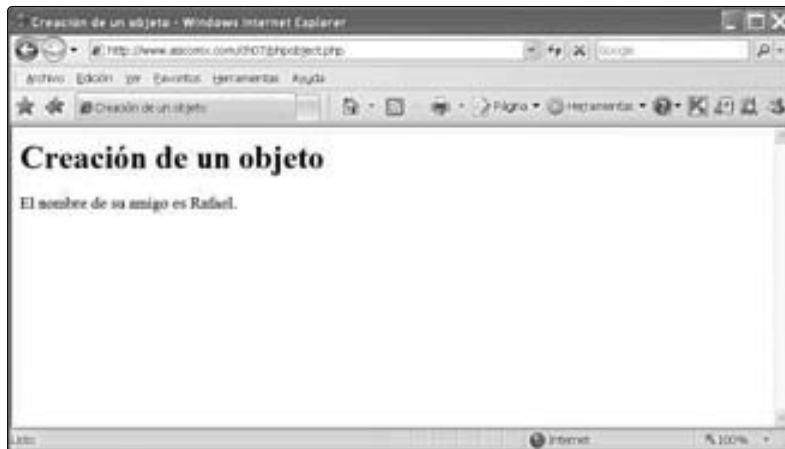 Creación de un objeto - Windows Internet Explorer
Google
Archivo Edición Ver Favoritos Herramientas Ayuda
Creación de un objeto
Página Herramientas
Creación de un objeto
El nombre de su amigo es Rafael.
Listo Internet 100%